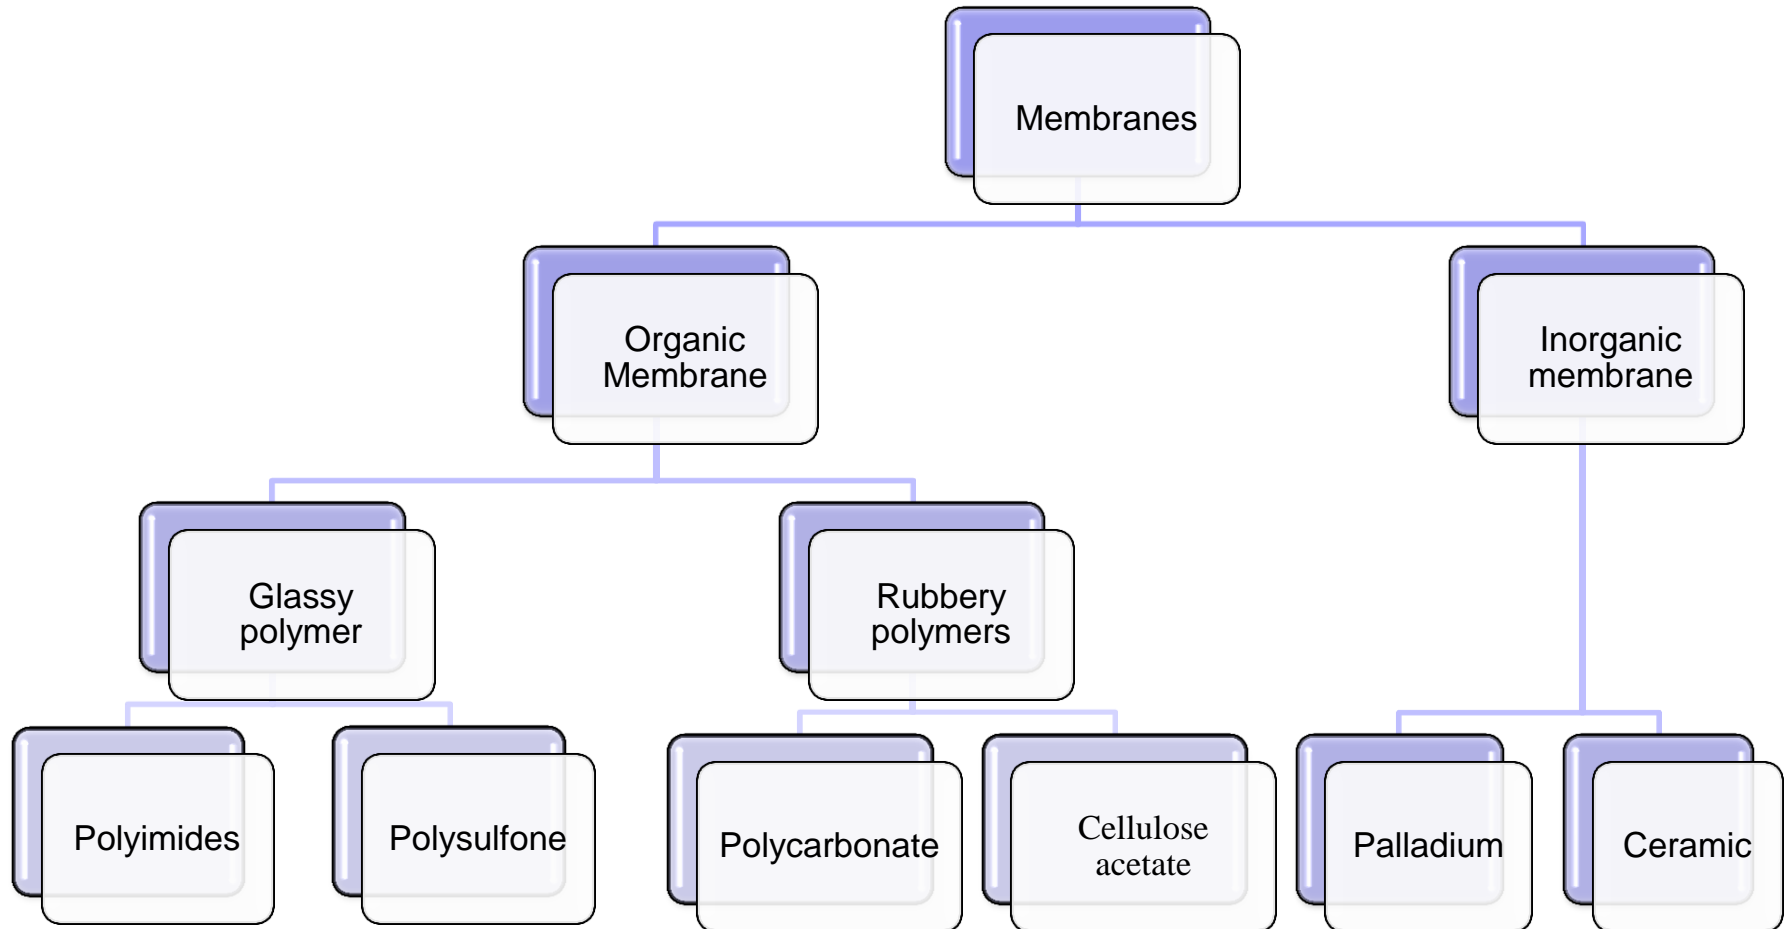 Membranes
Organic
Membrane
Inorganic
membrane
Glassy
polymer
Rubbery
polymers
Polyimides
Polysulfone
Polycarbonate
Cellulose
acetate
Palladium
Ceramic